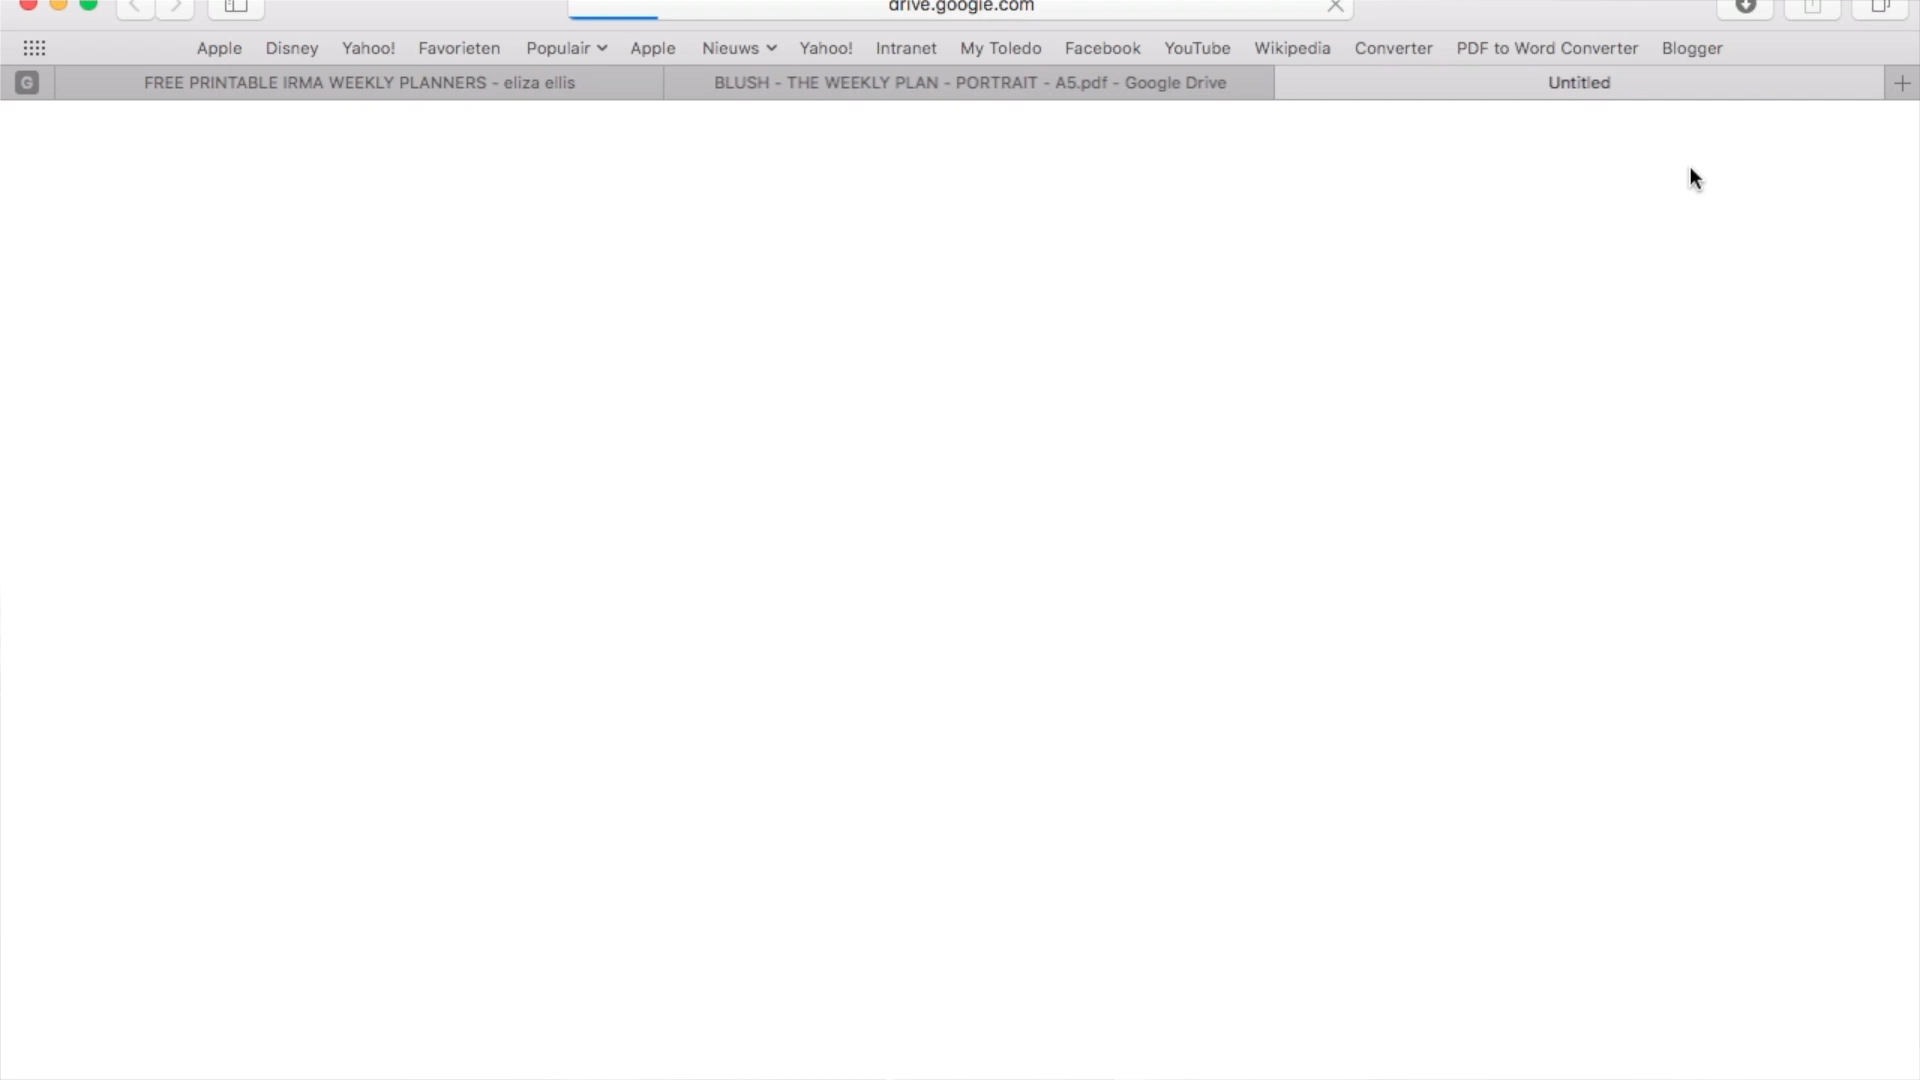 drive.google.com
Apple Disney Yahoo! Favorieten Populair Apple Nieuws Yahoo! Intranet My Toledo Facebook YouTube Wikipedia Converter PDF to Word Converter Blogger
G FREE PRINTABLE IRMA WEEKLY PLANNERS - eliza ellis BLUSH - THE WEEKLY PLAN - PORTRAIT - A5.pdf - Google Drive Untitled